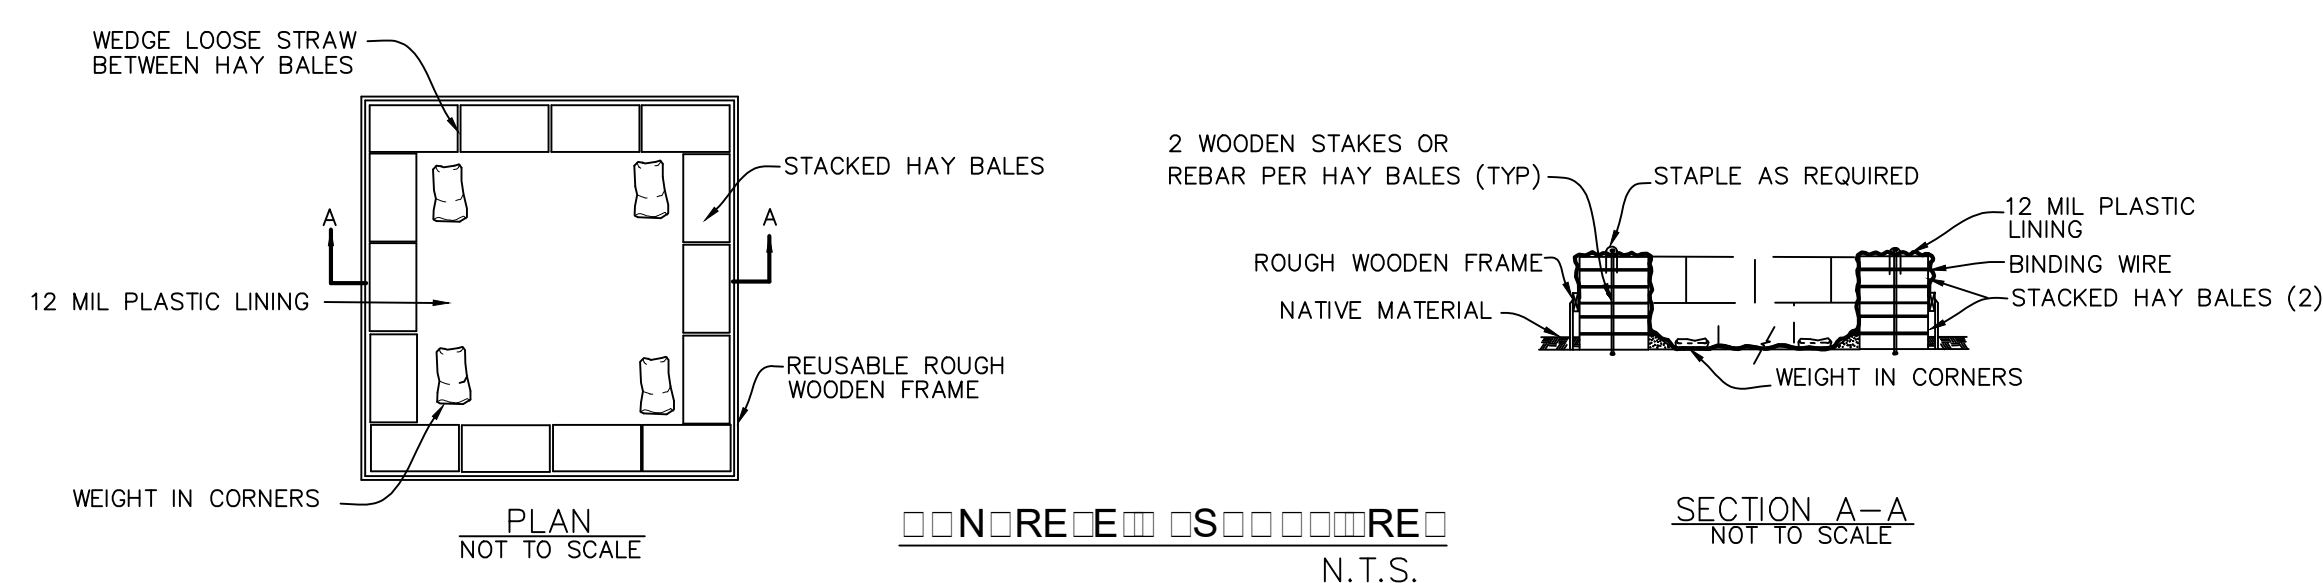 WEDGE LOOSE STRAW
BETWEEN HAY BALES
STACKED HAY BALES
A
A
12 MIL PLASTIC LINING
REUSABLE ROUGH
WOODEN FRAME
WEIGHT IN CORNERS
PLAN
NOT TO SCALE
N.T.S.
2 WOODEN STAKES OR
REBAR PER HAY BALES (TYP)
STAPLE AS REQUIRED
12 MIL PLASTIC
LINING
ROUGH WOODEN FRAME
BINDING WIRE
STACKED HAY BALES (2)
NATIVE MATERIAL
WEIGHT IN CORNERS
SECTION A-A
NOT TO SCALE